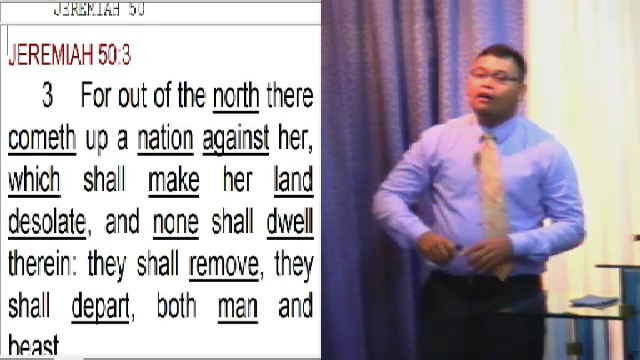 JEREMIAH 50
JEREMIAH 50:3
3 For out of the north there
cometh up a nation against her,
which shall make her land
desolate, and none shall dwell
therein: they shall remove, they
shall depart, both man and
beast